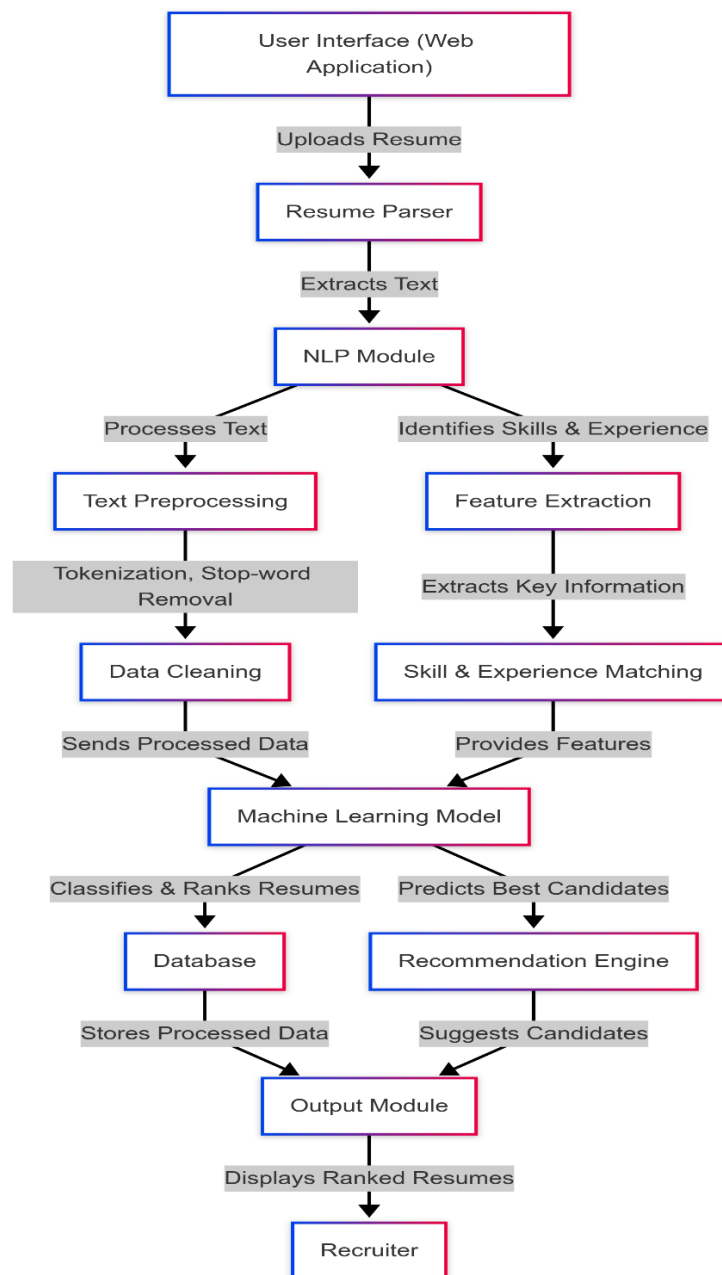 User Interface (Web
Application)
Uploads Resume
Resume Parser
Extracts Text
NLP Module
Processes Text
Identifies Skills & Experience
Text Preprocessing
Feature Extraction
Tokenization, Stop-word
Removal
Extracts Key Information
Data Cleaning
Skill & Experience Matching
Sends Processed Data
Provides Features
Machine Learning Model
Classifies & Ranks Resumes
Predicts Best Candidates
Database
Recommendation Engine
Stores Processed Data
Suggests Candidates
Output Module
Displays Ranked Resumes
Recruiter